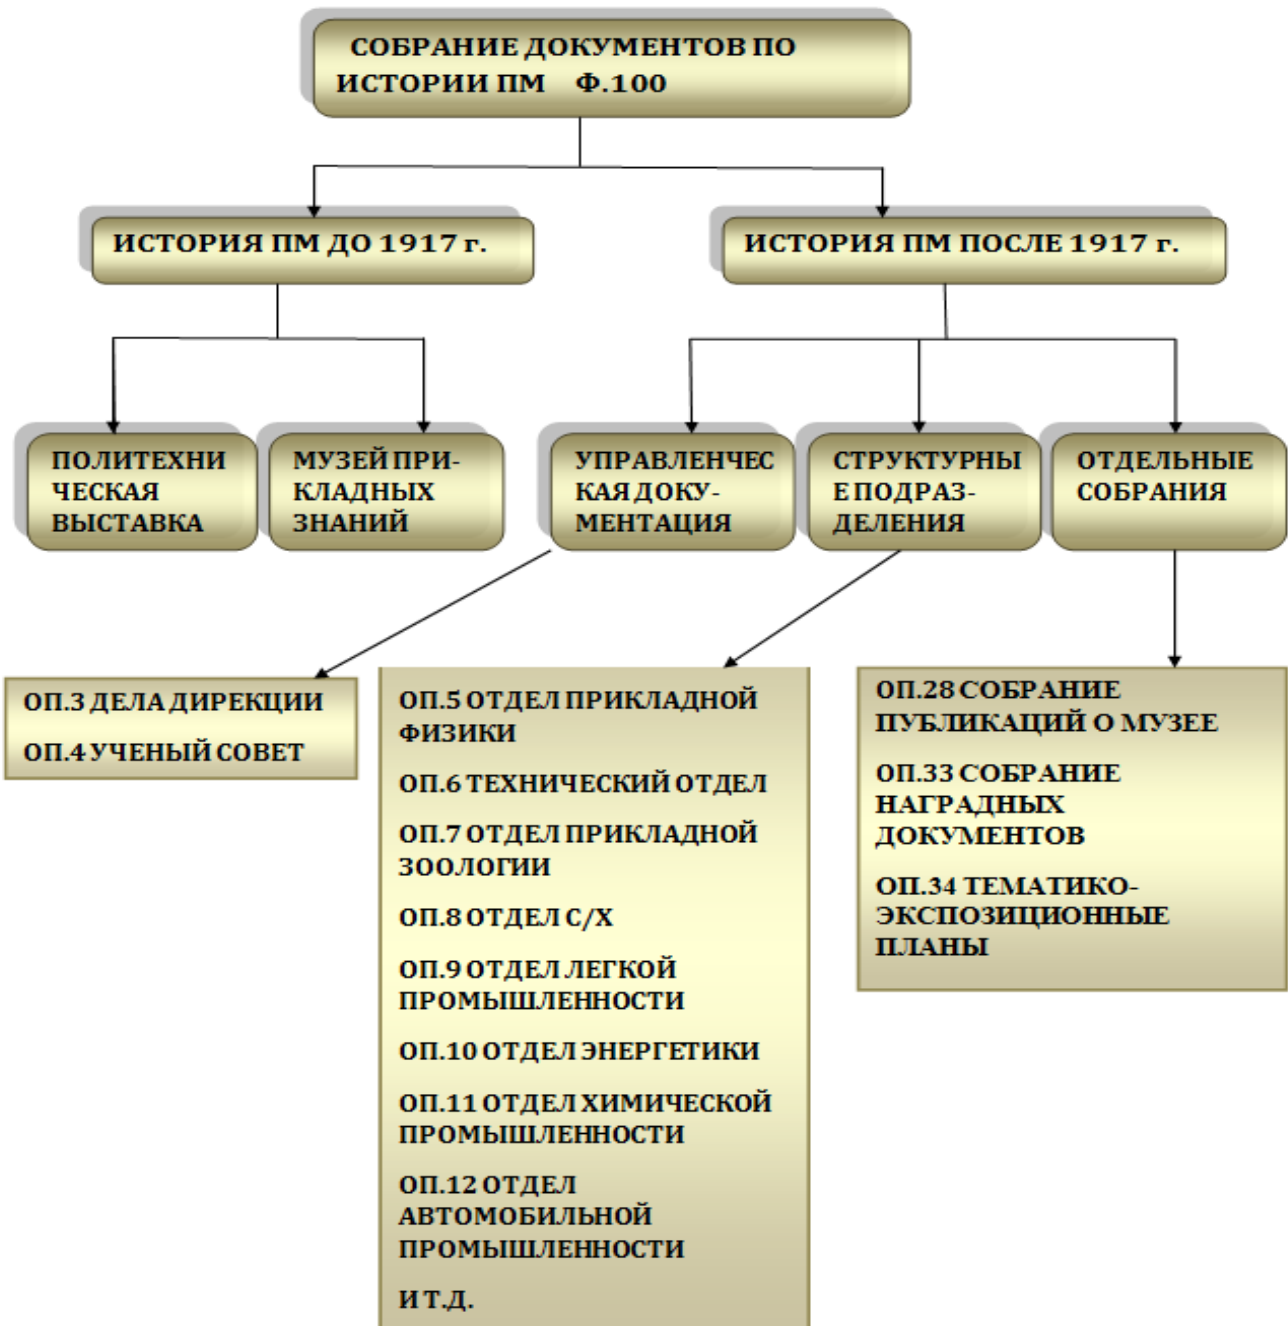 СОБРАНИЕ ДОКУМЕНТОВ ПО
ИСТОРИИ ПМ Ф.100
ИСТОРИЯ ПМ ДО 1917 г.
ИСТОРИЯ ПМ ПОСЛЕ 1917 г.
ПОЛИТЕХНИ
ЧЕСКАЯ
ВЫСТАВКА
МУЗЕЙ ПРИ-
КЛАДНЫХ
ЗНАНИЙ
УПРАВЛЕНЧЕС
КАЯ ДОКУ-
МЕНТАЦИЯ
СТРУКТУРНЫ
Е ПОДРАЗ-
ДЕЛЕНИЯ
ОТДЕЛЬНЫЕ
СОБРАНИЯ
ОП.3 ДЕЛА ДИРЕКЦИИ
ОП.4 УЧЕНЫЙ СОВЕТ
ОП.5 ОТДЕЛ ПРИКЛАДНОЙ
ФИЗИКИ
ОП.6 ТЕХНИЧЕСКИЙ ОТДЕЛ
ОП.7 ОТДЕЛ ПРИКЛАДНОЙ
ЗООЛОГИИ
ОП.8 ОТДЕЛ С/Х
ОП.9 ОТДЕЛ ЛЕГКОЙ
ПРОМЫШЛЕННОСТИ
ОП.10 ОТДЕЛ ЭНЕРГЕТИКИ
ОП.11 ОТДЕЛ ХИМИЧЕСКОЙ
ПРОМЫШЛЕННОСТИ
ОП.12 ОТДЕЛ
АВТОМОБИЛЬНОЙ
ПРОМЫШЛЕННОСТИ
И Т.Д.
ОП.28 СОБРАНИЕ
ПУБЛИКАЦИЙ О МУЗЕЕ
ОП.33 СОБРАНИЕ
НАГРАДНЫХ
ДОКУМЕНТОВ
ОП.34 ТЕМАТИКО-
ЭКСПОЗИЦИОННЫЕ
ПЛАНЫ